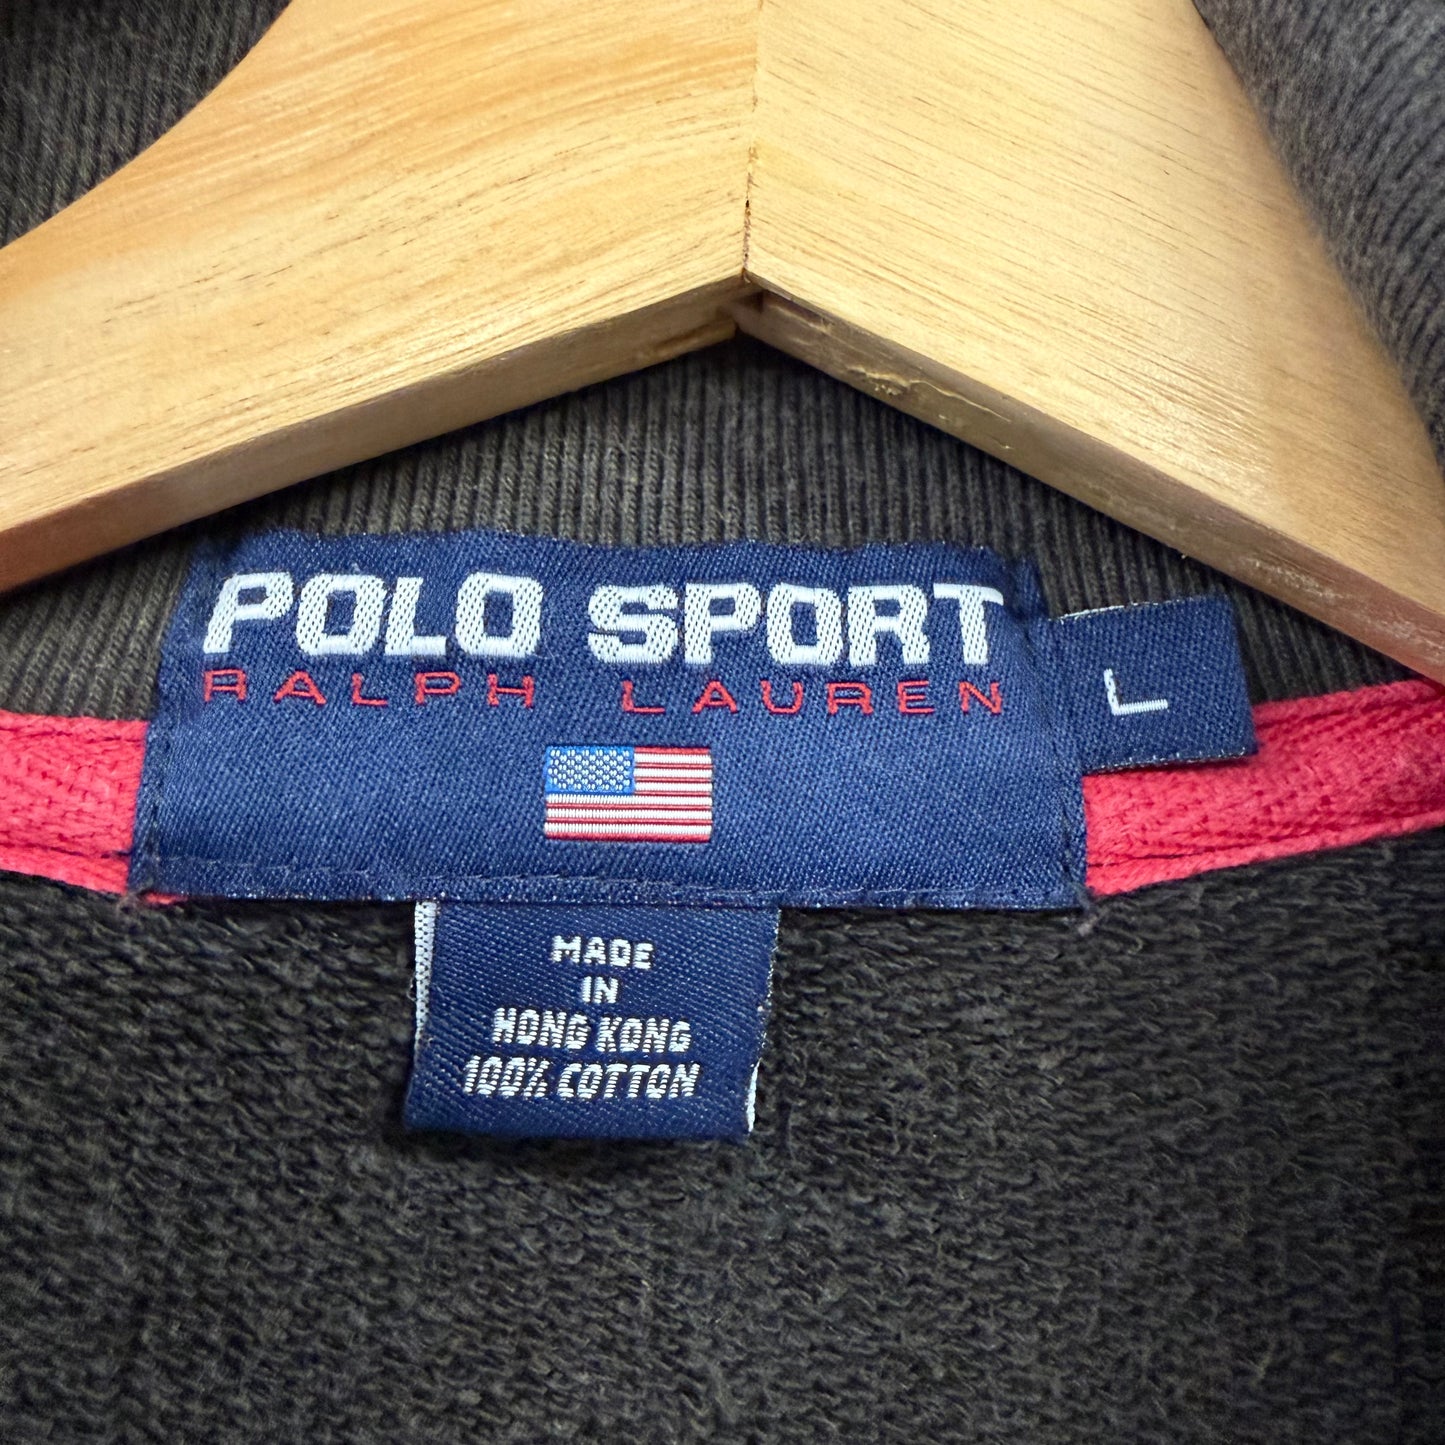 POLO SPORT
RALPH LAUREN
L
MADE
IN
HONG KONG
100% COTTON